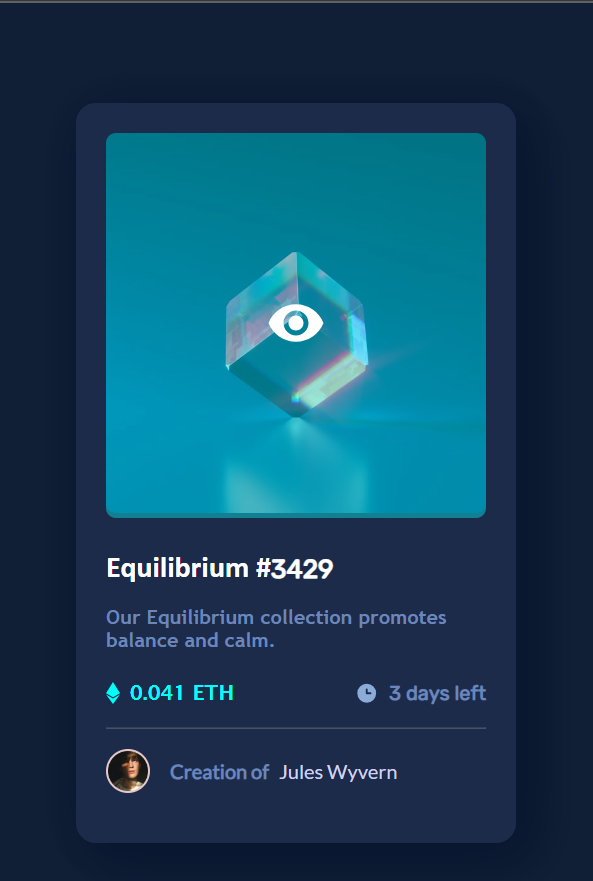 Equilibrium #3429
Our Equilibrium collection promotes
balance and calm.
0.041 ETH
3 days left
Creation of Jules Wyvern